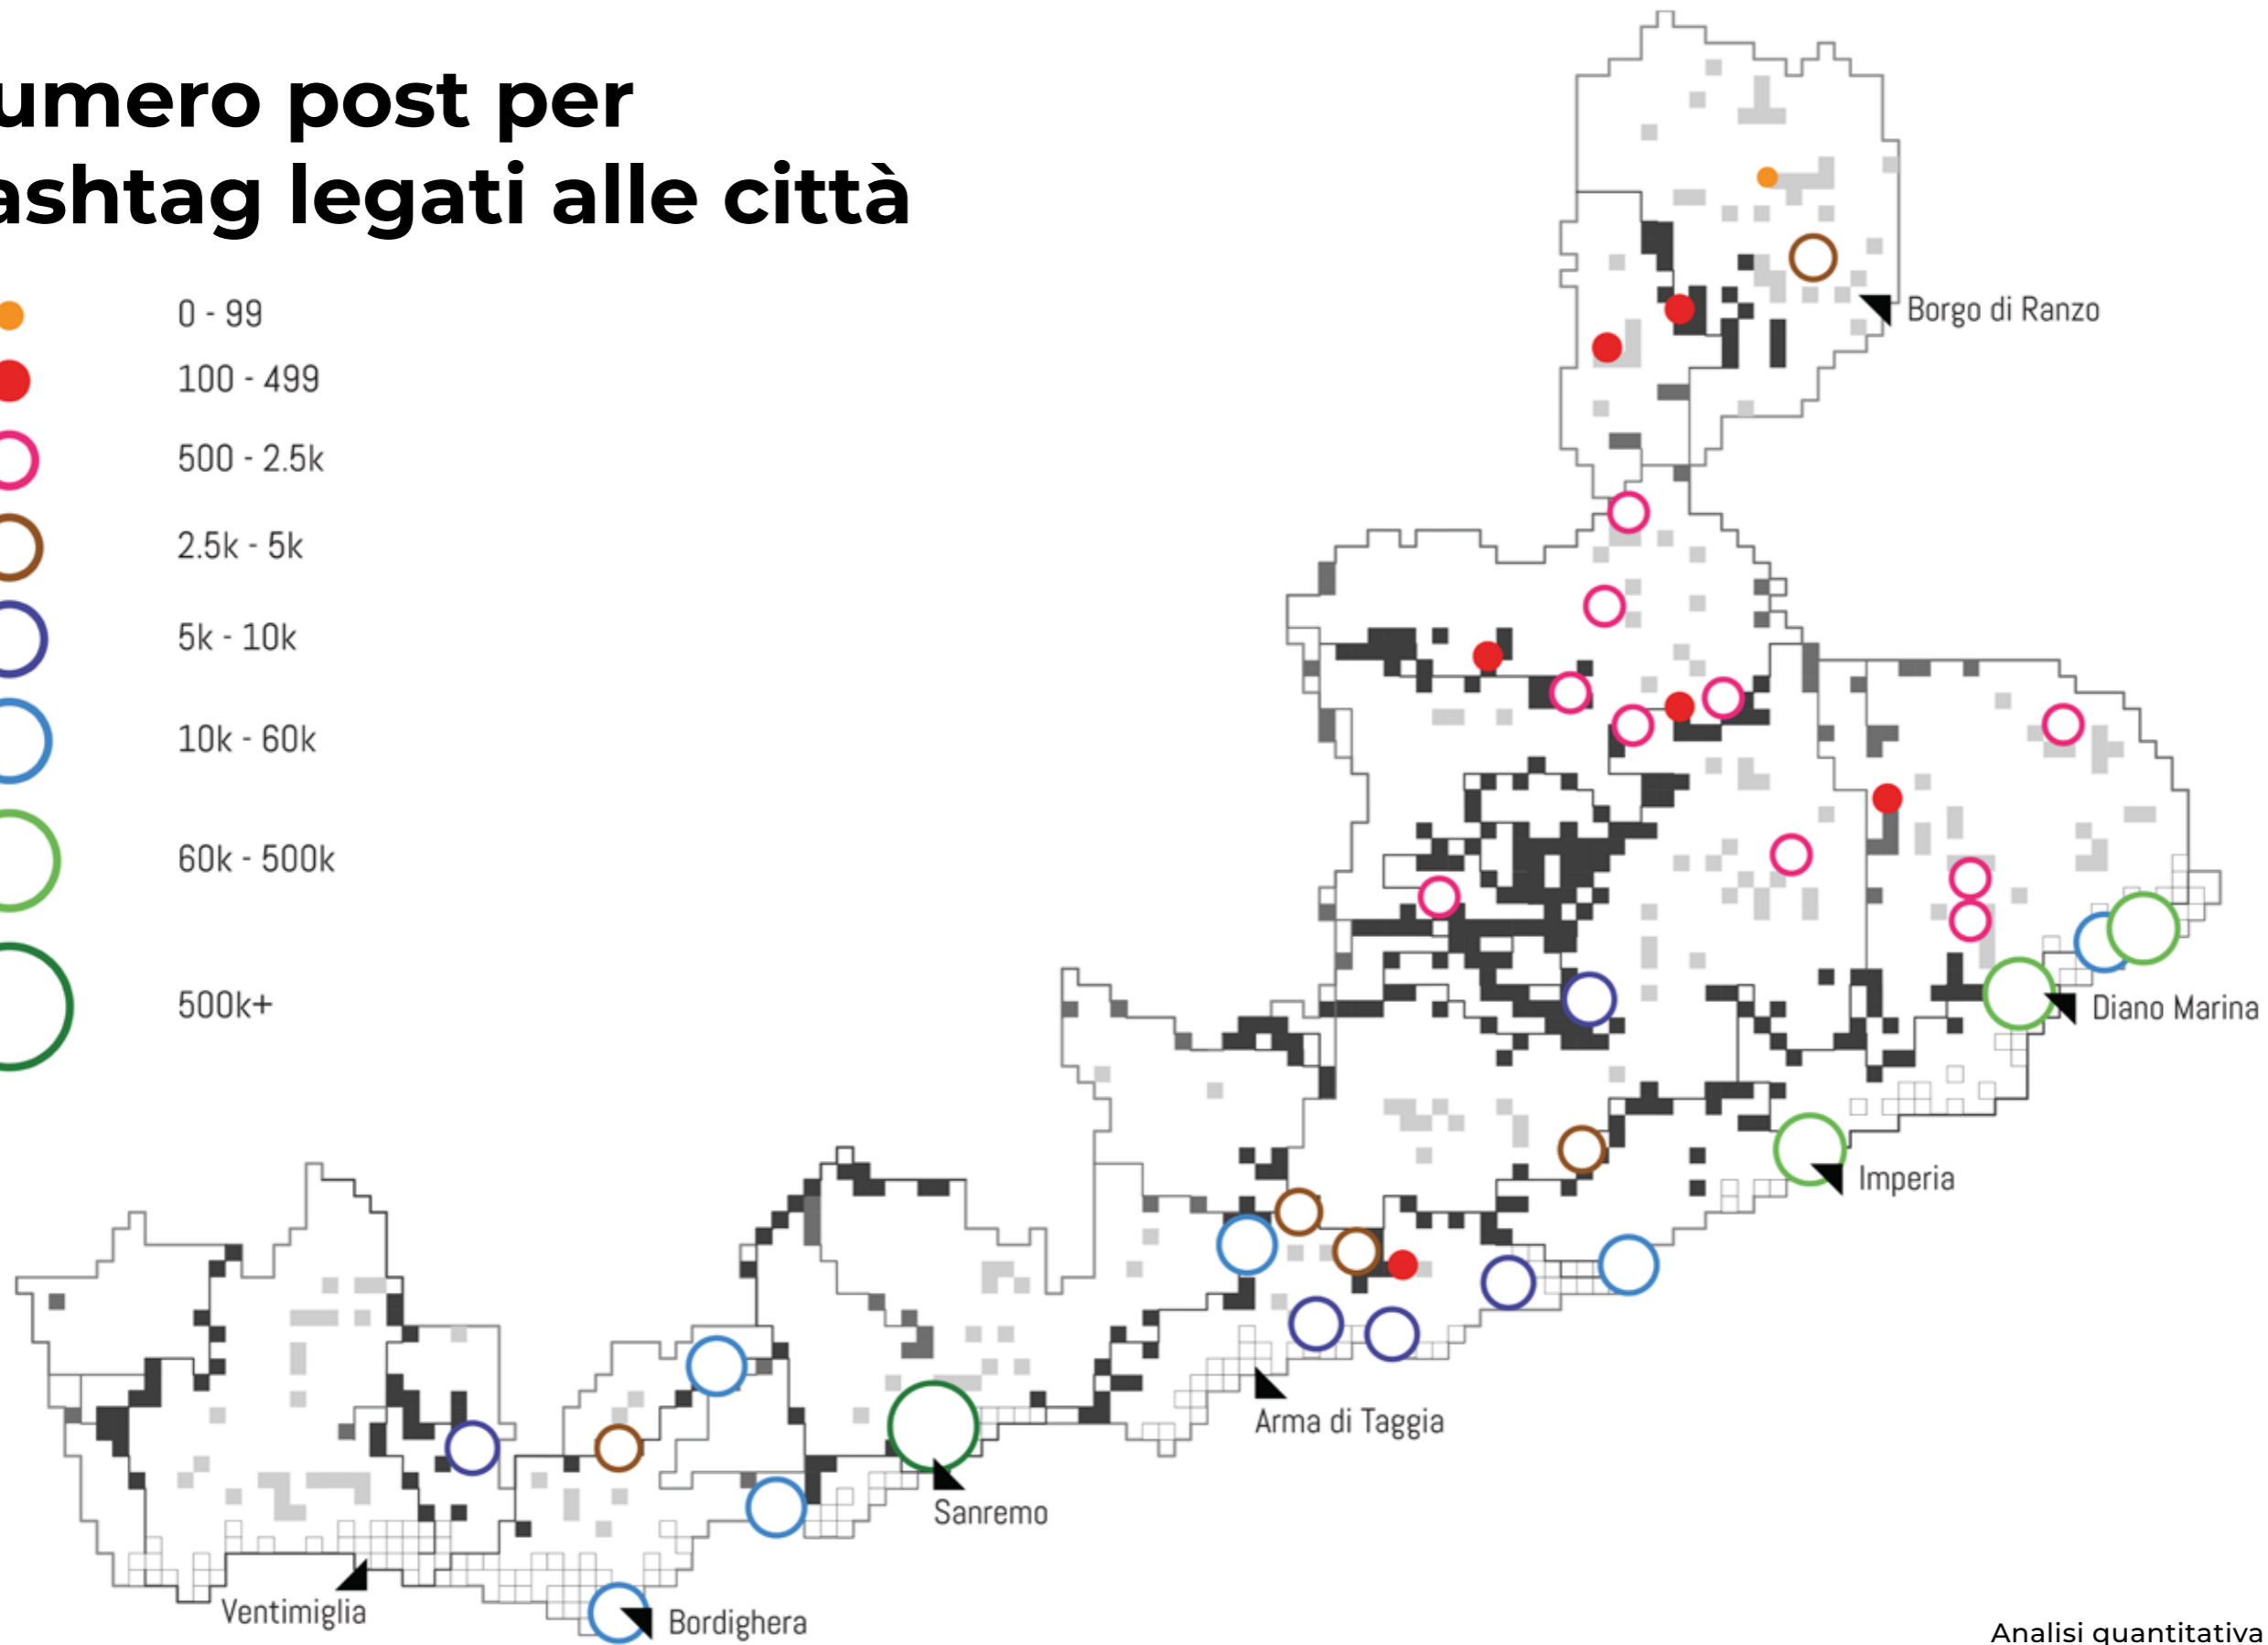 umero post per
ashtag legati alle città
0 - 99
100 - 499
500 - 2.5k
2.5k - 5k
5k - 10k
10k - 60k
60k - 500k
500k+
Borgo di Ranzo
Diano Marina
Imperia
Arma di Taggia
Sanremo
Ventimiglia
Bordighera
Analisi quantitativa